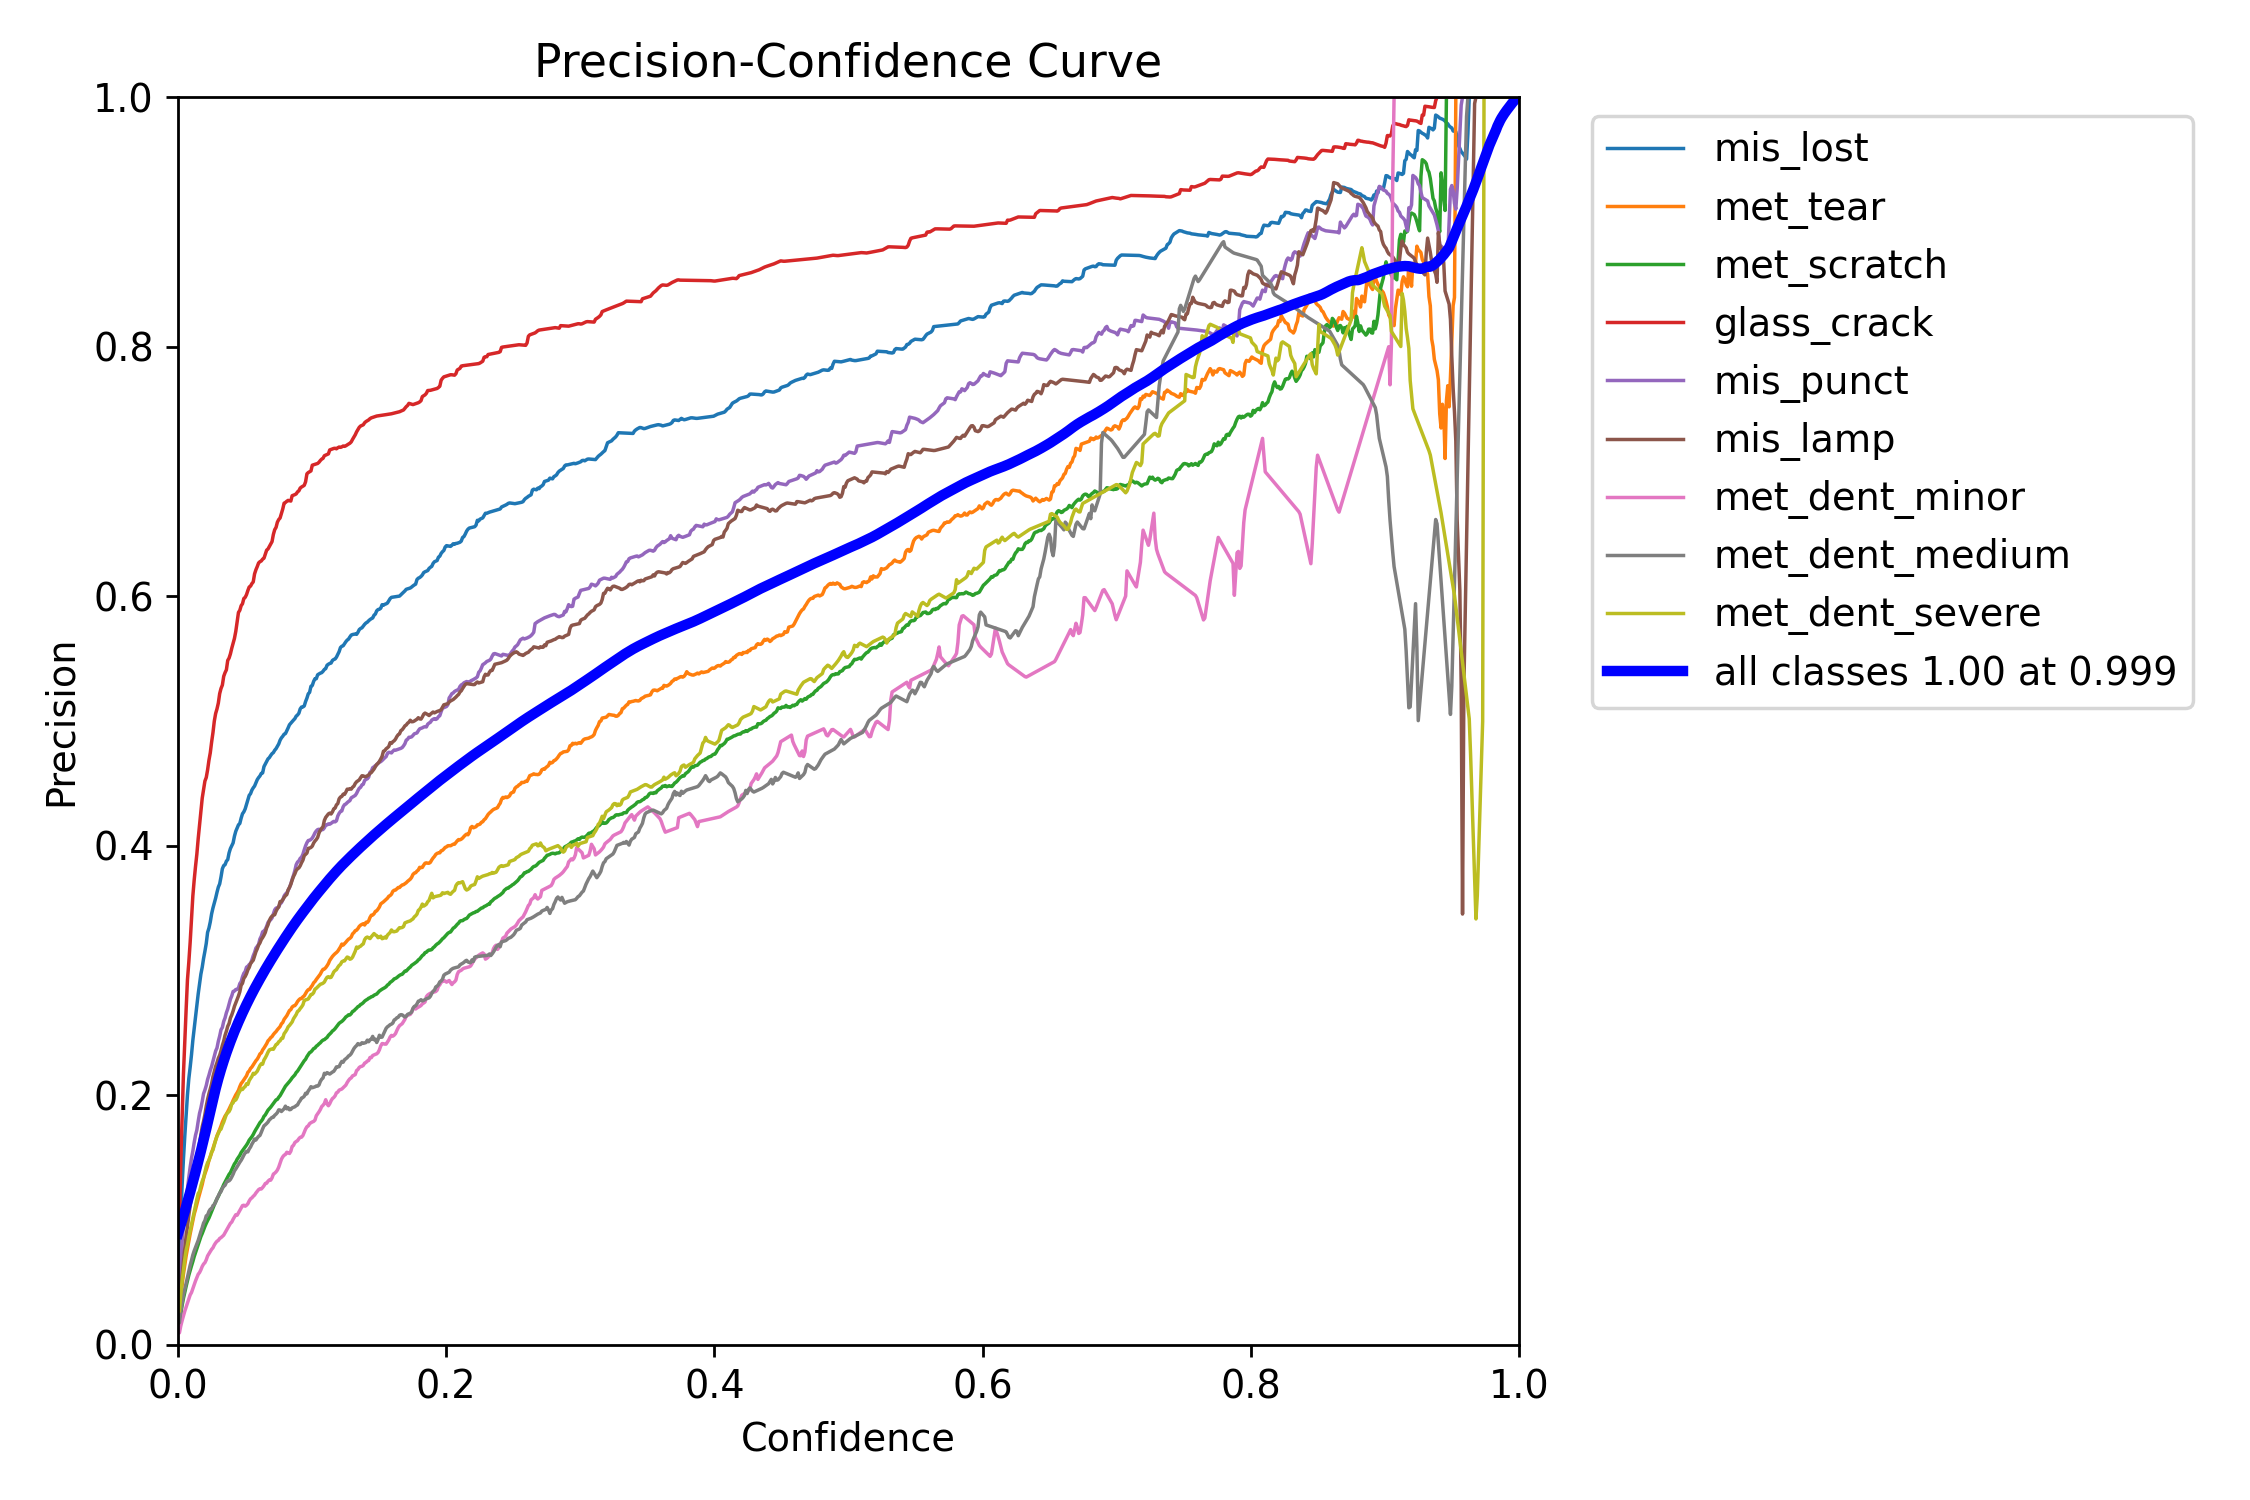 Precision-Confidence Curve
1.0
0.8
0.6
0.4
0.2
0.0
Precision
0.0 0.2 0.4 0.6 0.8 1.0
Confidence
mis_lost
met_tear
met_scratch
glass_crack
mis_punct
mis_lamp
met_dent_minor
met_dent_medium
met_dent_severe
all classes 1.00 at 0.999